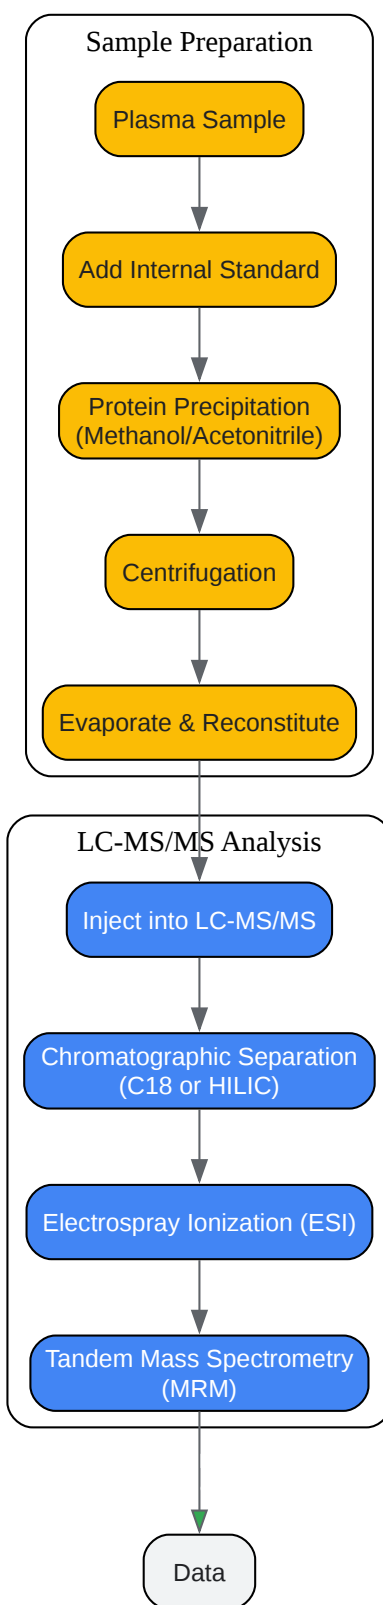 Sample Preparation
Plasma Sample
Add Internal Standard
Protein Precipitation
(Methanol/Acetonitrile)
Centrifugation
Evaporate & Reconstitute
LC-MS/MS Analysis
Inject into LC-MS/MS
Chromatographic Separation
(C18 or HILIC)
Electrospray Ionization (ESI)
Tandem Mass Spectrometry
(MRM)
Data